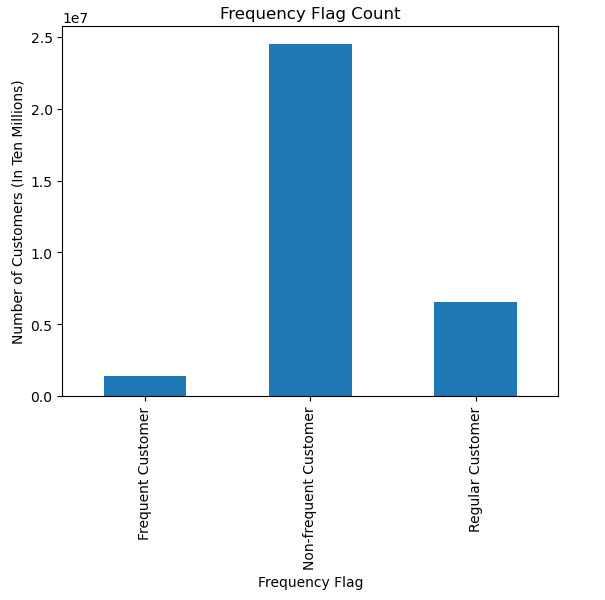 Frequency Flag Count
1e7
2.5
2.0
1.5
1.0
0.5
0.0
Number of Customers (In Ten Millions)
Frequent Customer
Non-frequent Customer
Regular Customer
Frequency Flag